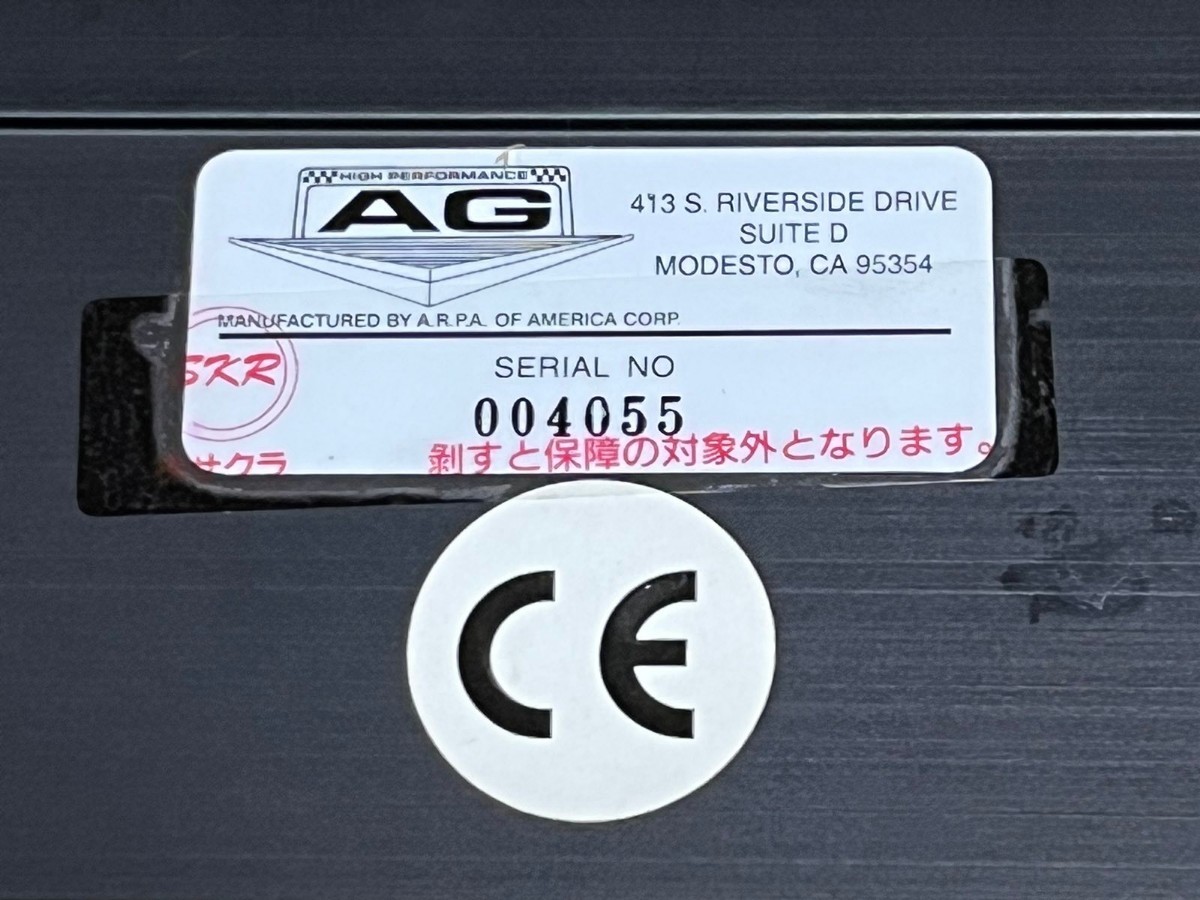 HIGH PERFORMANCE
AG
413 S. RIVERSIDE DRIVE
SUITE D
MODESTO, CA 95354
MANUFACTURED BY A.R.P.A. OF AMERICA CORP.
SKR
SERIAL NO
004055
サクラ
剝すと保障の対象外となります。
CE